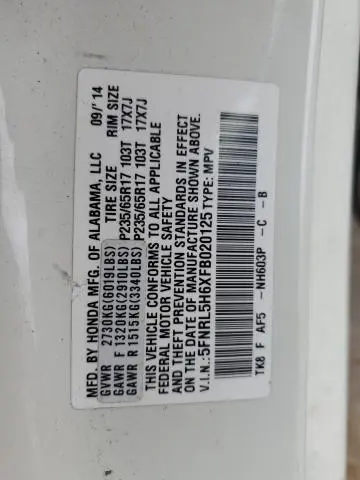 MFD. BY HONDA MFG. OF ALABAMA, LLC 09/'14
GVWR 2730KG(6019LBS) TIRE SIZE RIM SIZE
GAWR F 1320KG(2910LBS) P235/65R17 103T 17X7J
GAWR R 1515KG(3340LBS) P235/65R17 103T 17X7J
THIS VEHICLE CONFORMS TO ALL APPLICABLE
FEDERAL MOTOR VEHICLE SAFETY
AND THEFT PREVENTION STANDARDS IN EFFECT
ON THE DATE OF MANUFACTURE SHOWN ABOVE.
V.I.N.:5FNRL5H6XFB020125 TYPE: MPV
TK8 F AF5 -NH603P -C -B